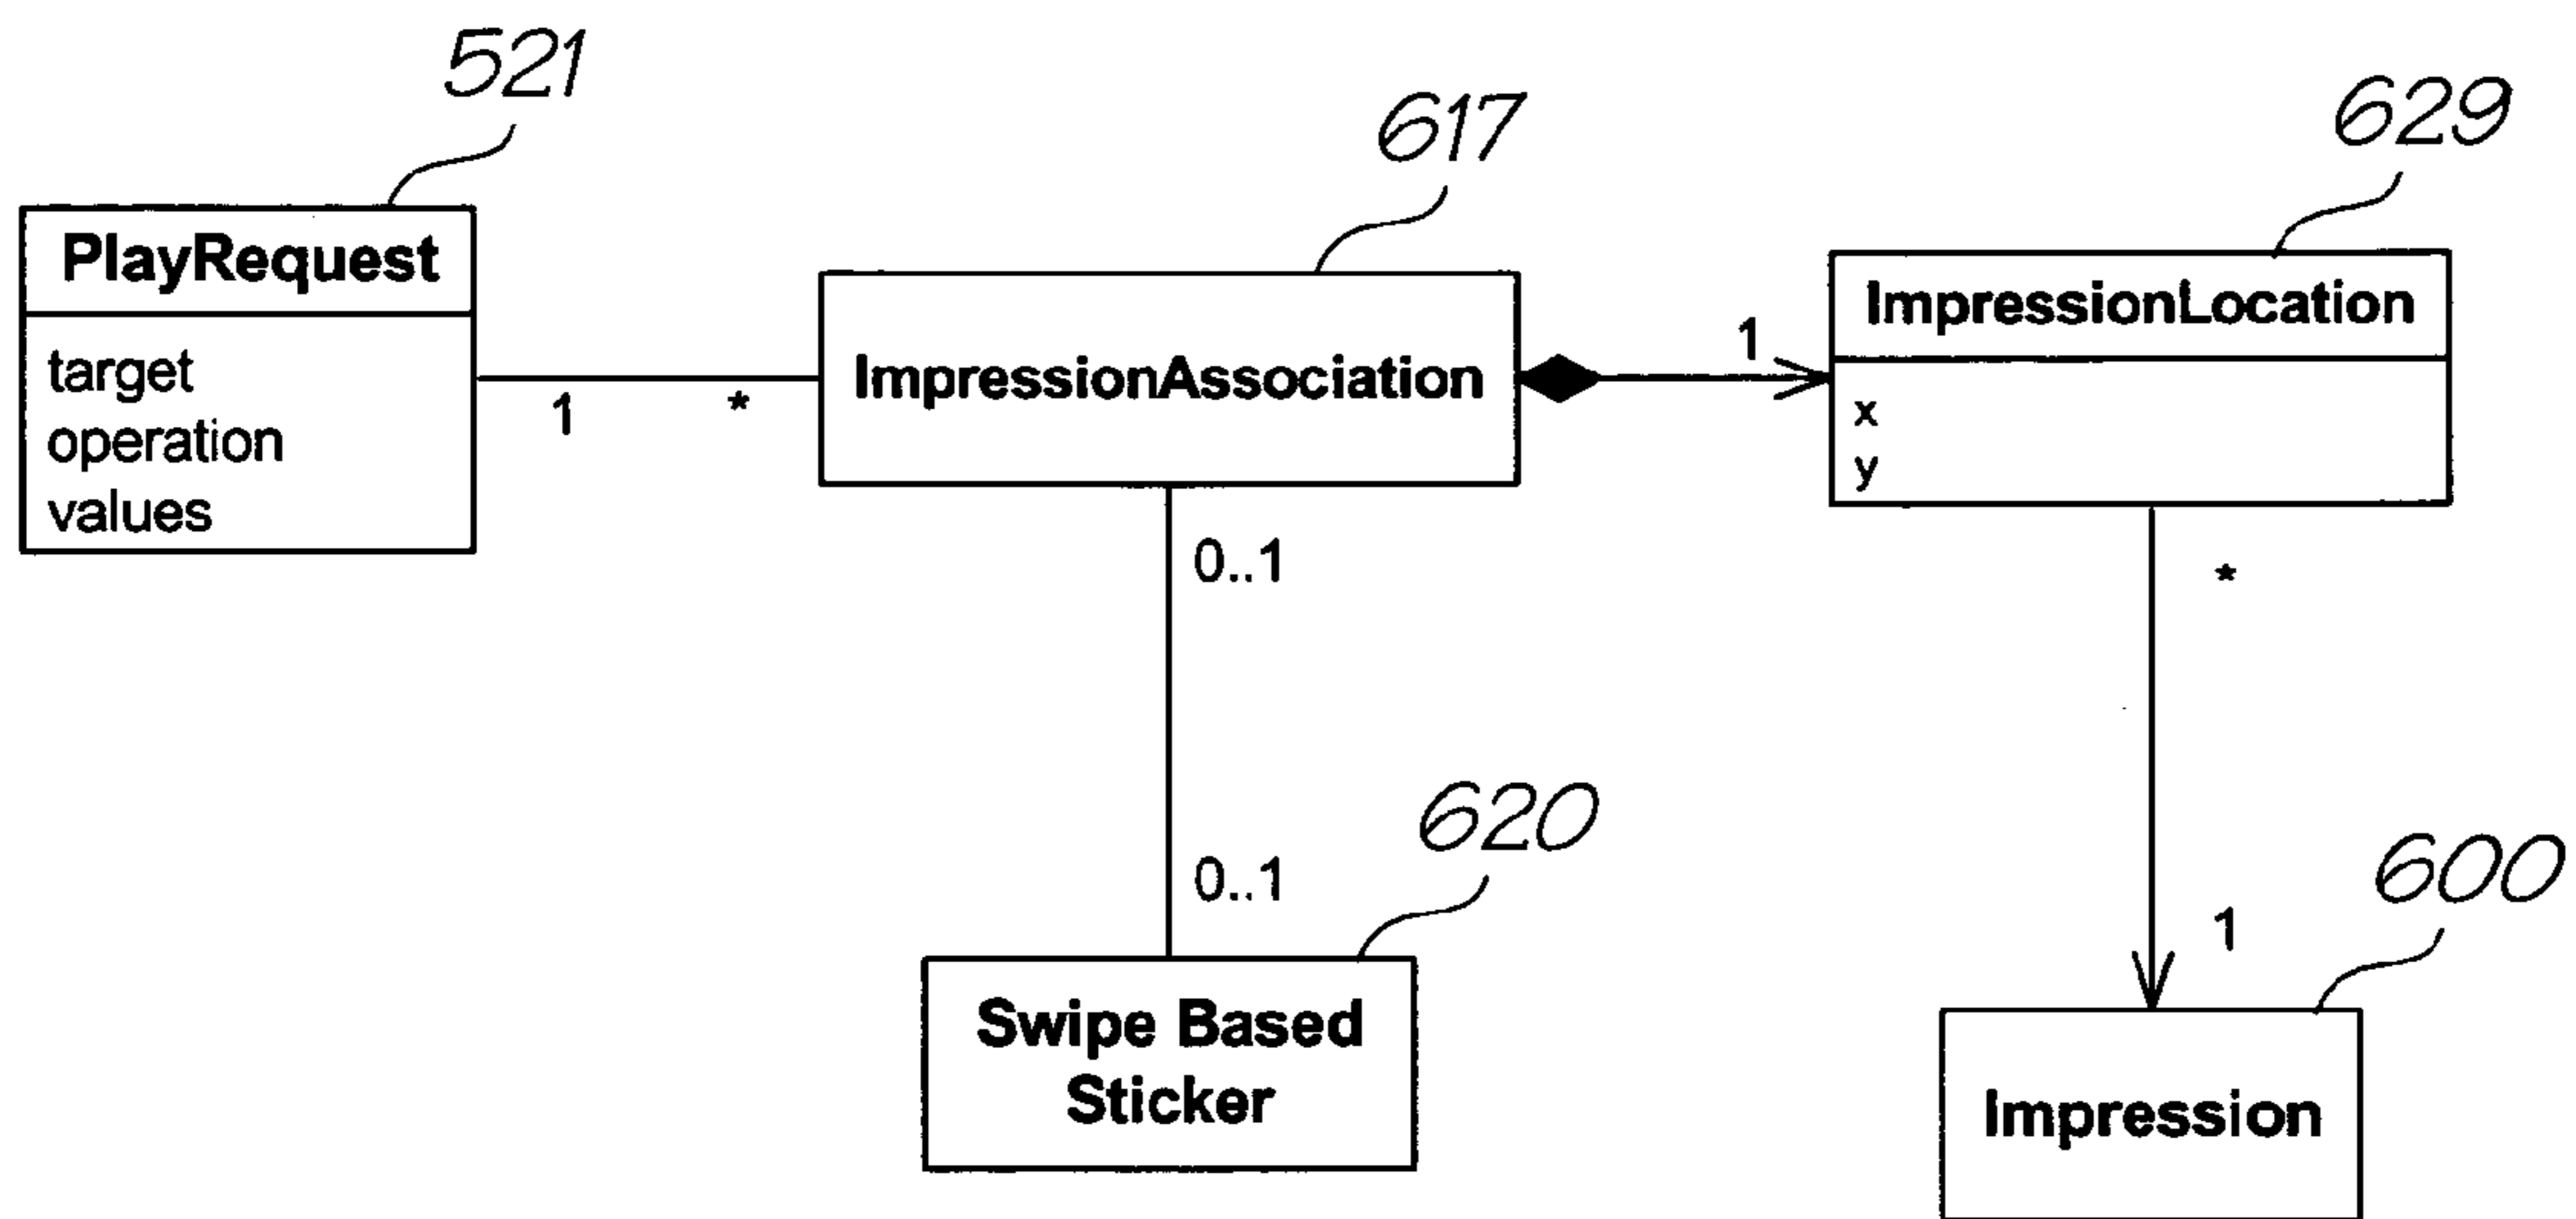 521
617
629
PlayRequest
target
operation
values
1
*
ImpressionAssociation
1
ImpressionLocation
x
y
0..1
*
0..1
620
Swipe Based
Sticker
1
600
Impression